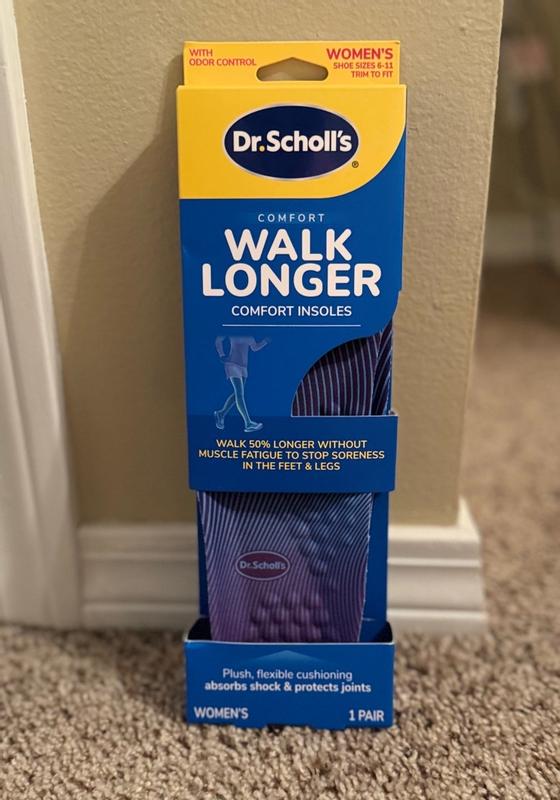 WITH
ODOR CONTROL
WOMEN'S
SHOE SIZES 6-11
TRIM TO FIT
Dr.Scholl's
®
COMFORT
WALK
LONGER
COMFORT INSOLES
WALK 50% LONGER WITHOUT
MUSCLE FATIGUE TO STOP SORENESS
IN THE FEET & LEGS
Dr.Scholl's
Plush, flexible cushioning
absorbs shock & protects joints
WOMEN'S
1 PAIR